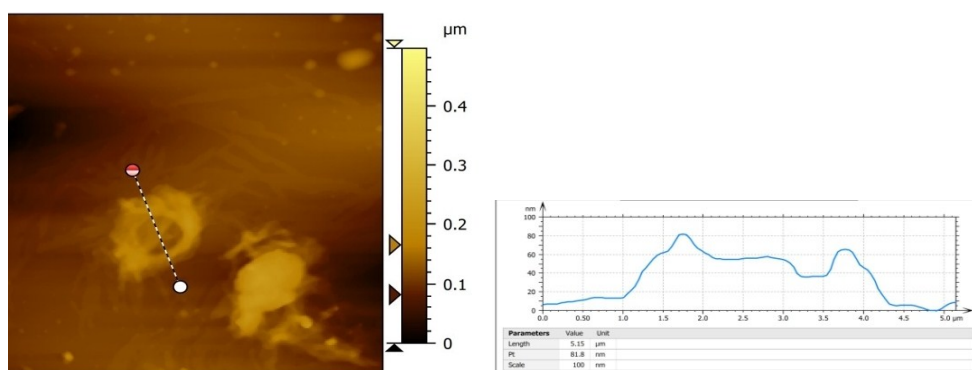 µm
0.4
0.3
0.2
0.1
0
nm
100
80
60
40
20
0
0.0 0.50 1.0 1.5 2.0 2.5 3.0 3.5 4.0 4.5 5.0 µm
Parameters Value Unit
Length 5.15 µm
Pt 81.8 nm
Scale 100 nm